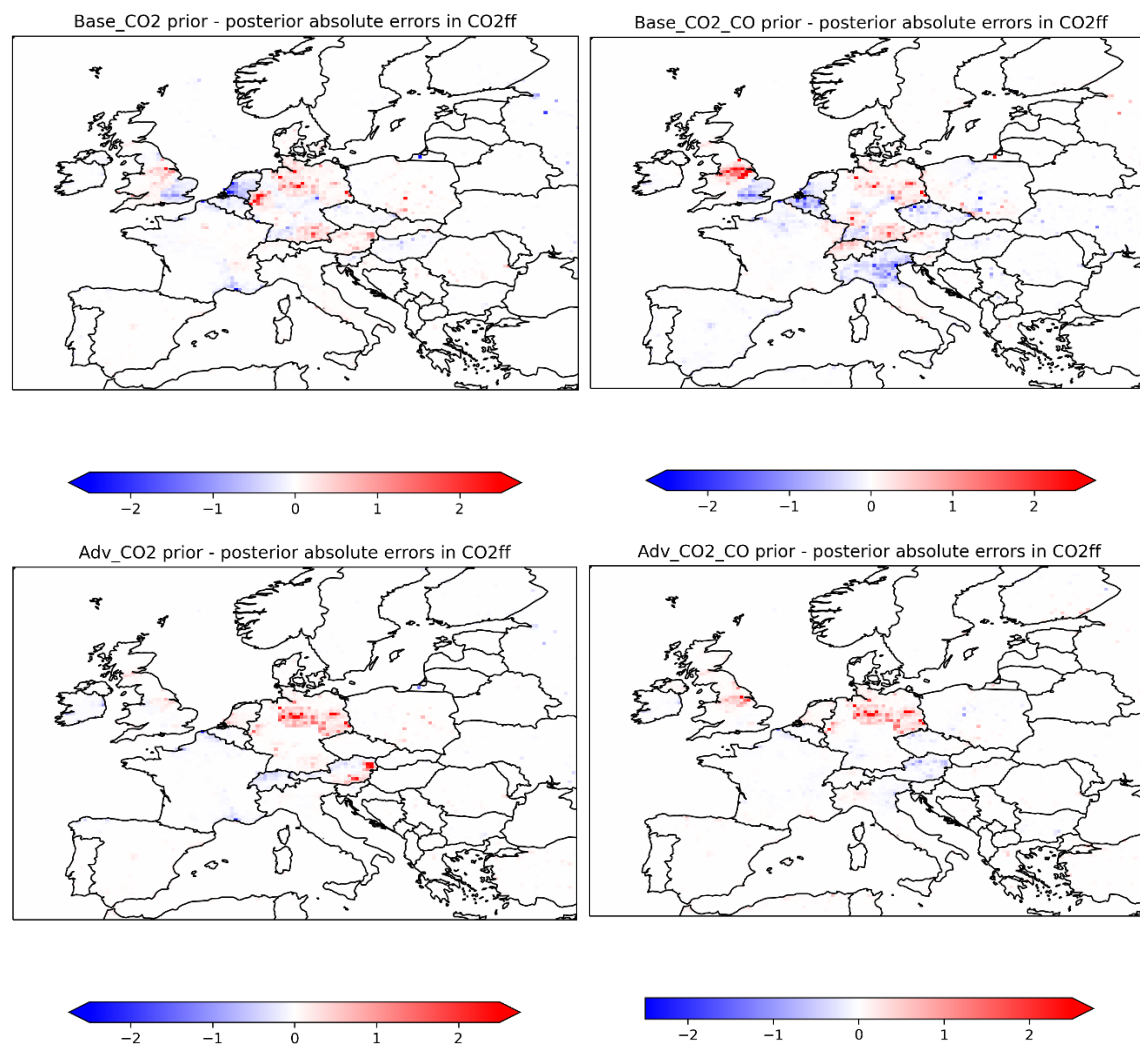 Base_CO2 prior - posterior absolute errors in CO2ff
Base_CO2_CO prior - posterior absolute errors in CO2ff
−2 −1 0 1 2
−2 −1 0 1 2
Adv_CO2 prior - posterior absolute errors in CO2ff
Adv_CO2_CO prior - posterior absolute errors in CO2ff
−2 −1 0 1 2
−2 −1 0 1 2